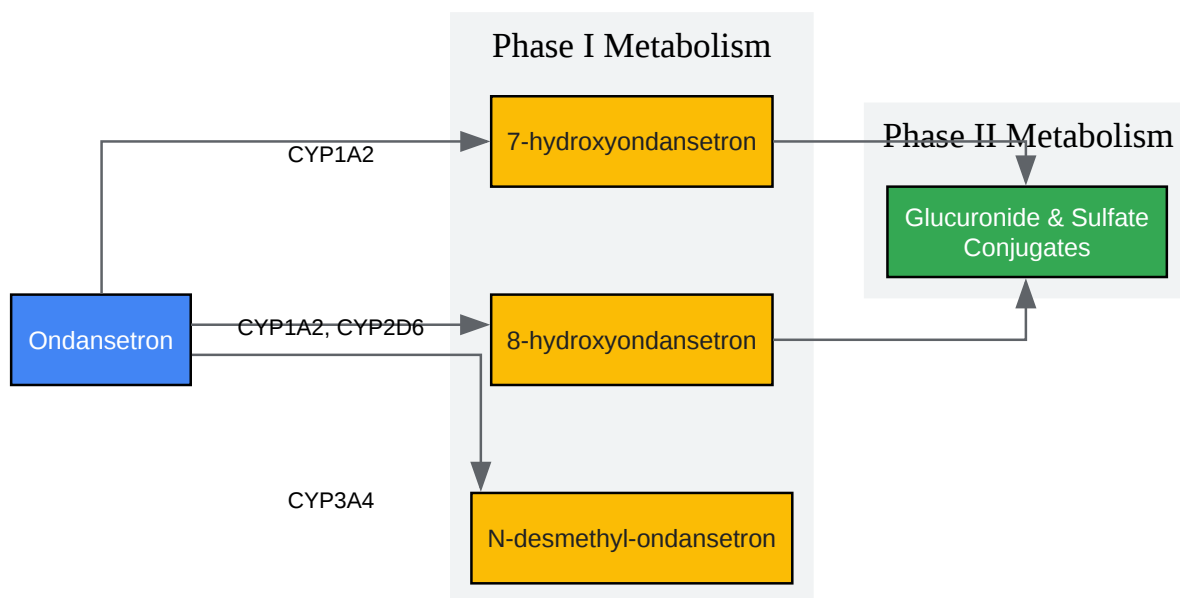 Phase I Metabolism
Phase II Metabolism
7-hydroxyondansetron
CYP1A2
Glucuronide & Sulfate
Conjugates
CYP1A2, CYP2D6
Ondansetron
8-hydroxyondansetron
CYP3A4
N-desmethyl-ondansetron